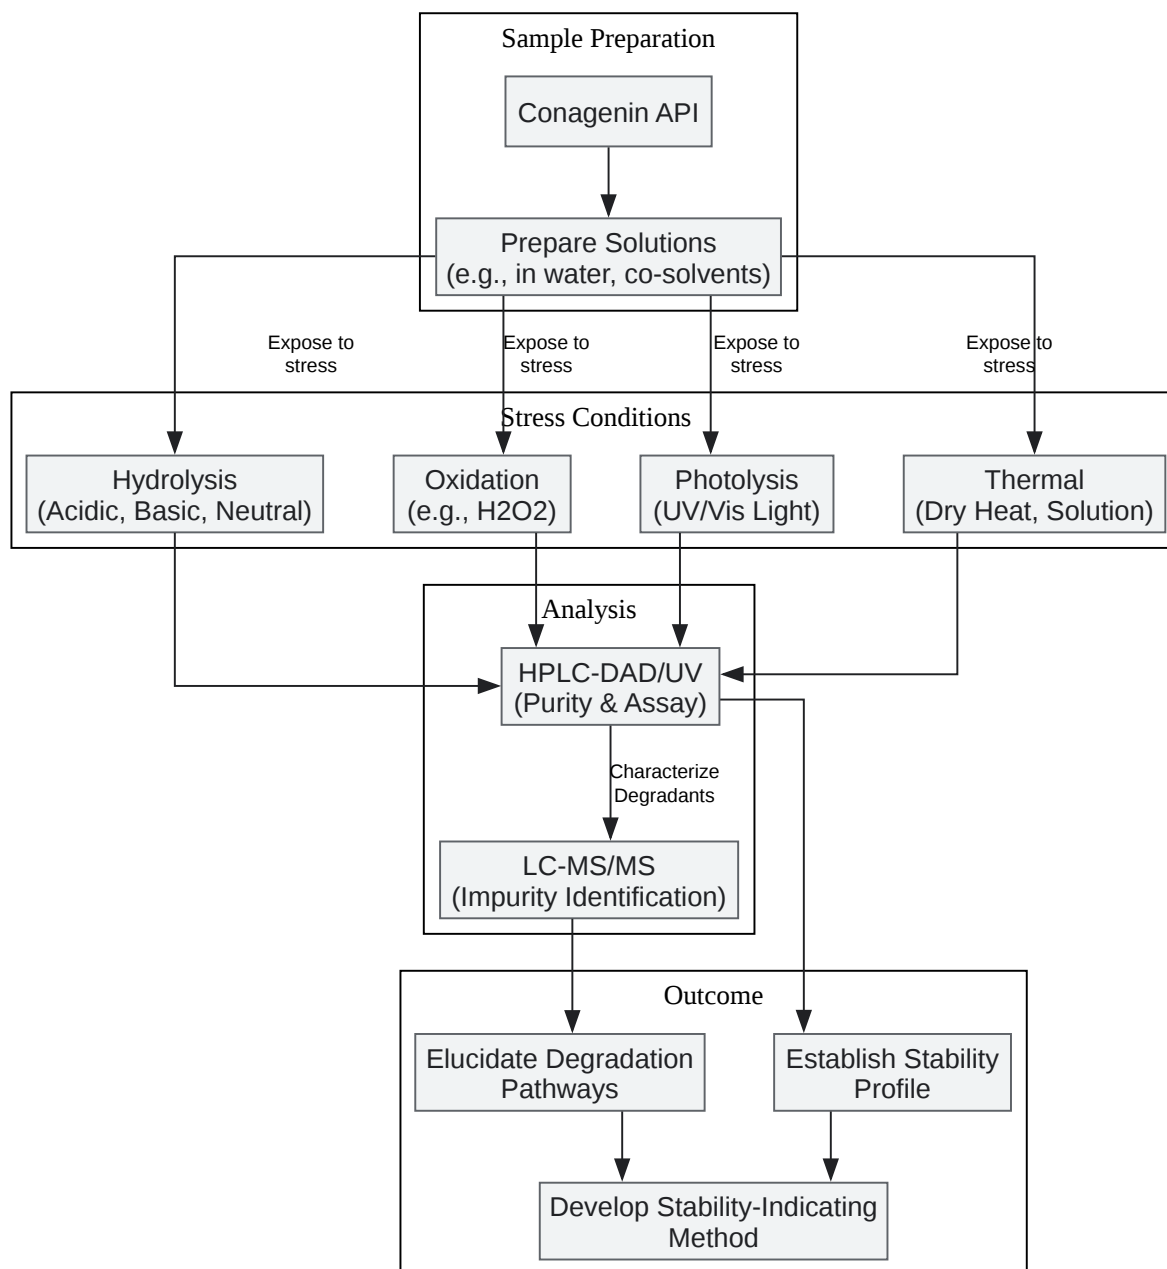 Sample Preparation
Conagenin API
Prepare Solutions
(e.g., in water, co-solvents)
Expose to
stress
Expose to
stress
Expose to
stress
Expose to
stress
Stress Conditions
Hydrolysis
(Acidic, Basic, Neutral)
Oxidation
(e.g., H2O2)
Photolysis
(UV/Vis Light)
Thermal
(Dry Heat, Solution)
Analysis
HPLC-DAD/UV
(Purity & Assay)
Characterize
Degradants
LC-MS/MS
(Impurity Identification)
Outcome
Elucidate Degradation
Pathways
Establish Stability
Profile
Develop Stability-Indicating
Method